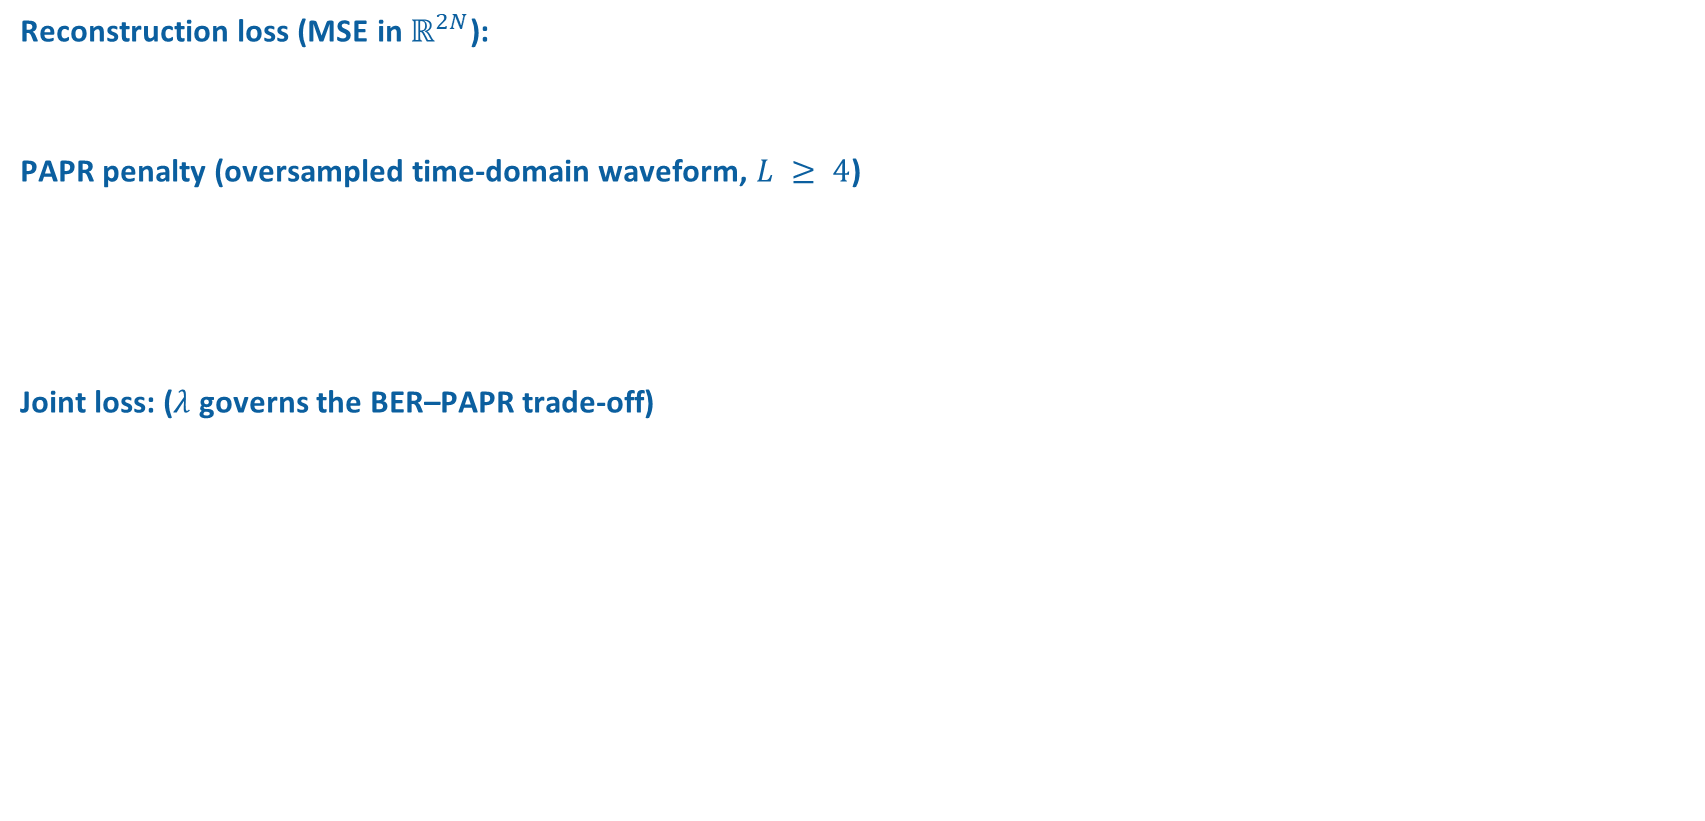 Reconstruction loss (MSE in ℝ²ᴺ):
PAPR penalty (oversampled time-domain waveform, 𝐿 ≥ 4)
Joint loss: (𝜆 governs the BER–PAPR trade-off)